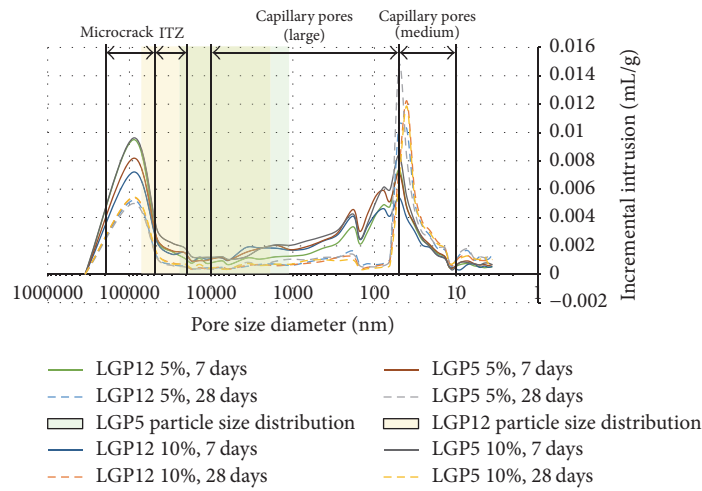 Microcrack
ITZ
Capillary pores
(large)
Capillary pores
(medium)
0.016
0.014
0.012
0.01
0.008
0.006
0.004
0.002
0
−0.002
Incremental intrusion (mL/g)
1000000
100000
10000
1000
100
10
1
Pore size diameter (nm)
LGP12 5%, 7 days
LGP12 5%, 28 days
LGP5 particle size distribution
LGP12 10%, 7 days
LGP12 10%, 28 days
LGP5 5%, 7 days
LGP5 5%, 28 days
LGP12 particle size distribution
LGP5 10%, 7 days
LGP5 10%, 28 days